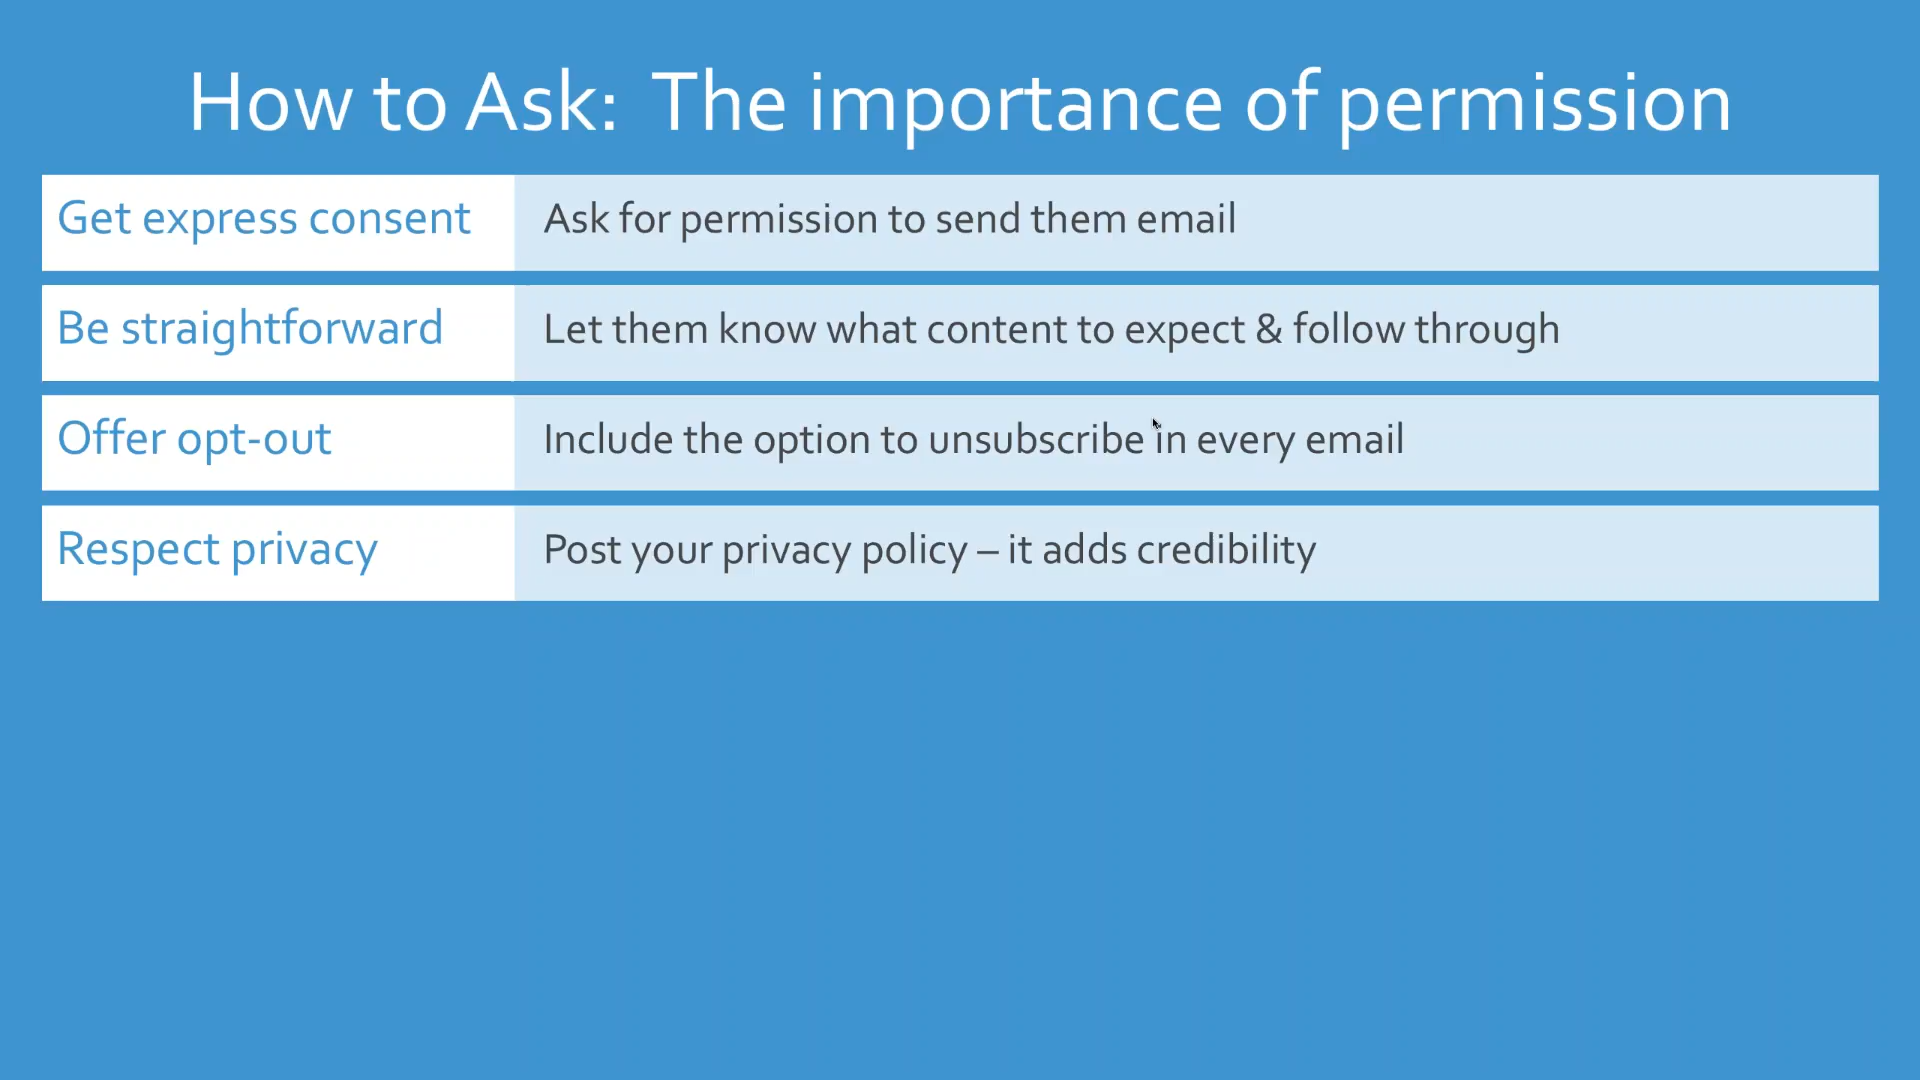 How to Ask: The importance of permission
Get express consent
Ask for permission to send them email
Be straightforward
Let them know what content to expect & follow through
Offer opt-out
Include the option to unsubscribe in every email
Respect privacy
Post your privacy policy – it adds credibility